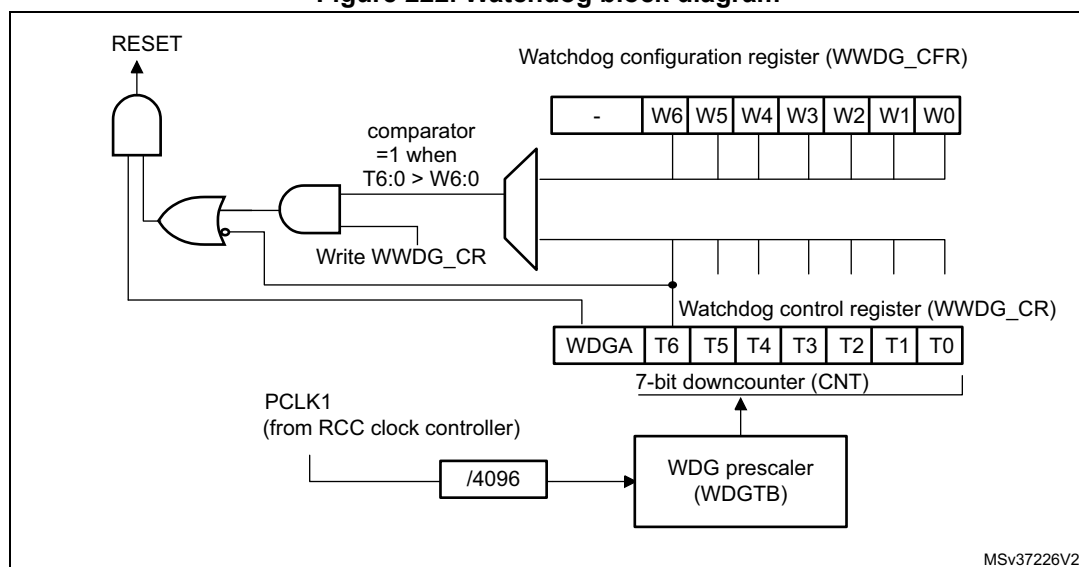 Figure 222. Watchdog block diagram
RESET
Watchdog configuration register (WWDG_CFR)
- W6 W5 W4 W3 W2 W1 W0
comparator
=1 when
T6:0 > W6:0
Write WWDG_CR
Watchdog control register (WWDG_CR)
WDGA T6 T5 T4 T3 T2 T1 T0
7-bit downcounter (CNT)
PCLK1
(from RCC clock controller)
/4096
WDG prescaler
(WDGTB)
MSv37226V2